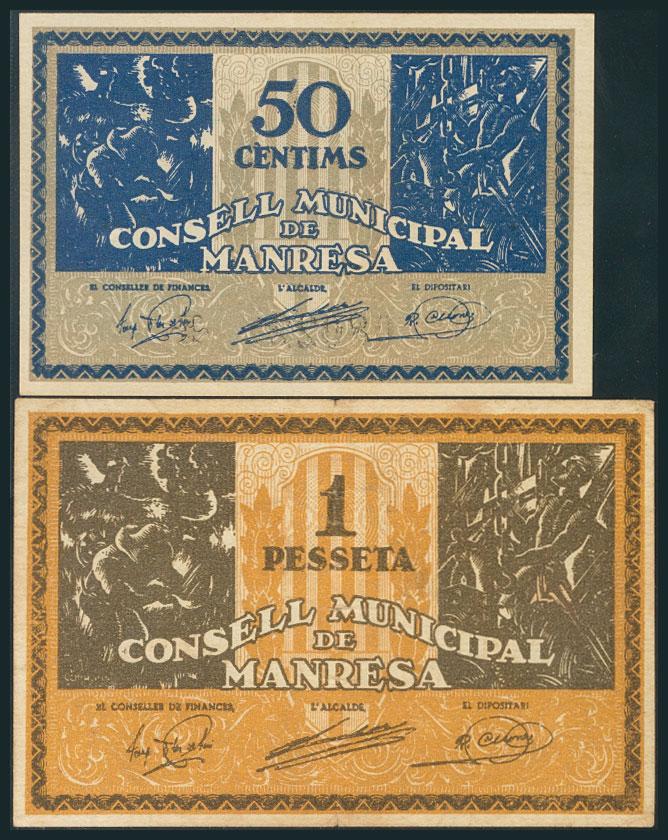 50
CÈNTIMS
CONSELL MUNICIPAL
DE
MANRESA
EL CONSELLER DE FINANCES, L'ALCALDE, EL DIPOSITARI
1
PESSETA
CONSELL MUNICIPAL
DE
MANRESA
EL CONSELLER DE FINANCES, L'ALCALDE, EL DIPOSITARI